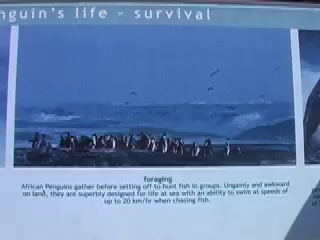 nguin's life - survival
foraging
African Penguins gather before setting off to hunt fish in groups. Ungainly and awkward
on land, they are superbly designed for life at sea with an ability to swim at speeds of
up to 20 km/hr when chasing fish.